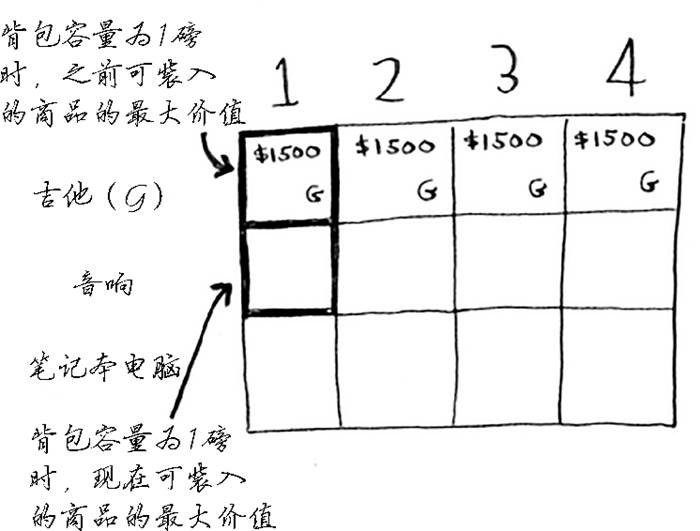 背包容量为1磅
时，之前可装入
的商品的最大价值
1 2 3 4
吉他（G） $1500 G $1500 G $1500 G $1500 G
音响
笔记本电脑
背包容量为1磅
时，现在可装入
的商品的最大价值